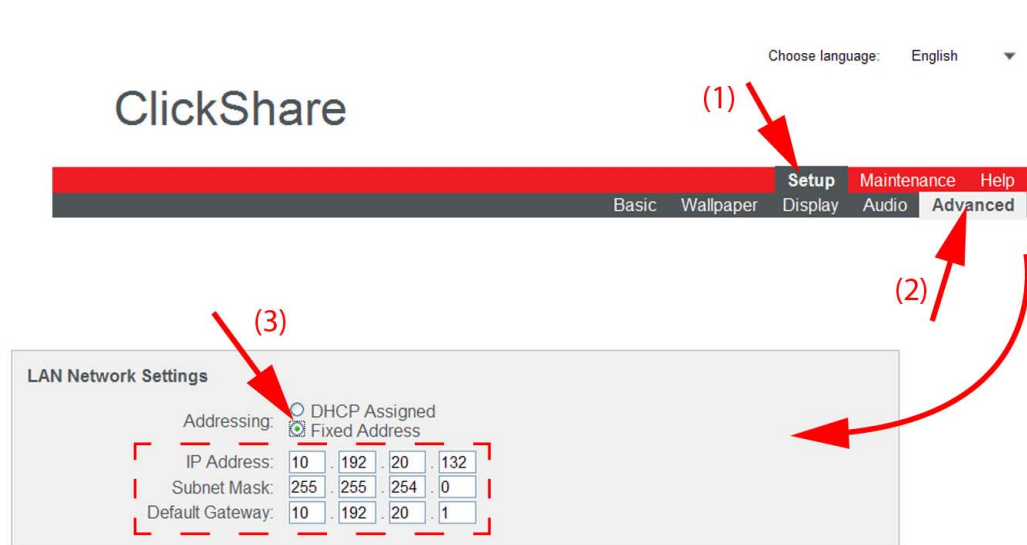 Choose language: English
ClickShare
(1)
Setup Maintenance Help
Basic Wallpaper Display Audio Advanced
(2)
(3)
LAN Network Settings
Addressing: DHCP Assigned
Fixed Address
IP Address: 10 . 192 . 20 . 132
Subnet Mask: 255 . 255 . 254 . 0
Default Gateway: 10 . 192 . 20 . 1